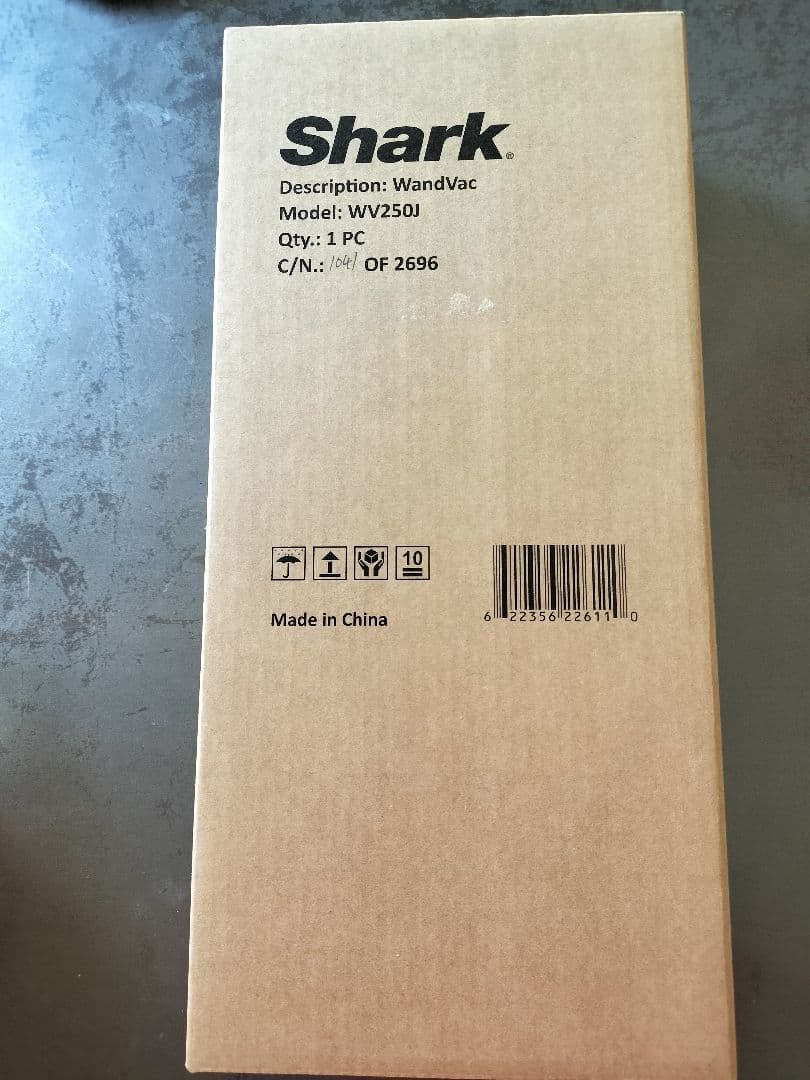 Shark®
Description: WandVac
Model: WV250J
Qty.: 1 PC
C/N.: 1041 OF 2696
10
Made in China
6 22356 22611 0